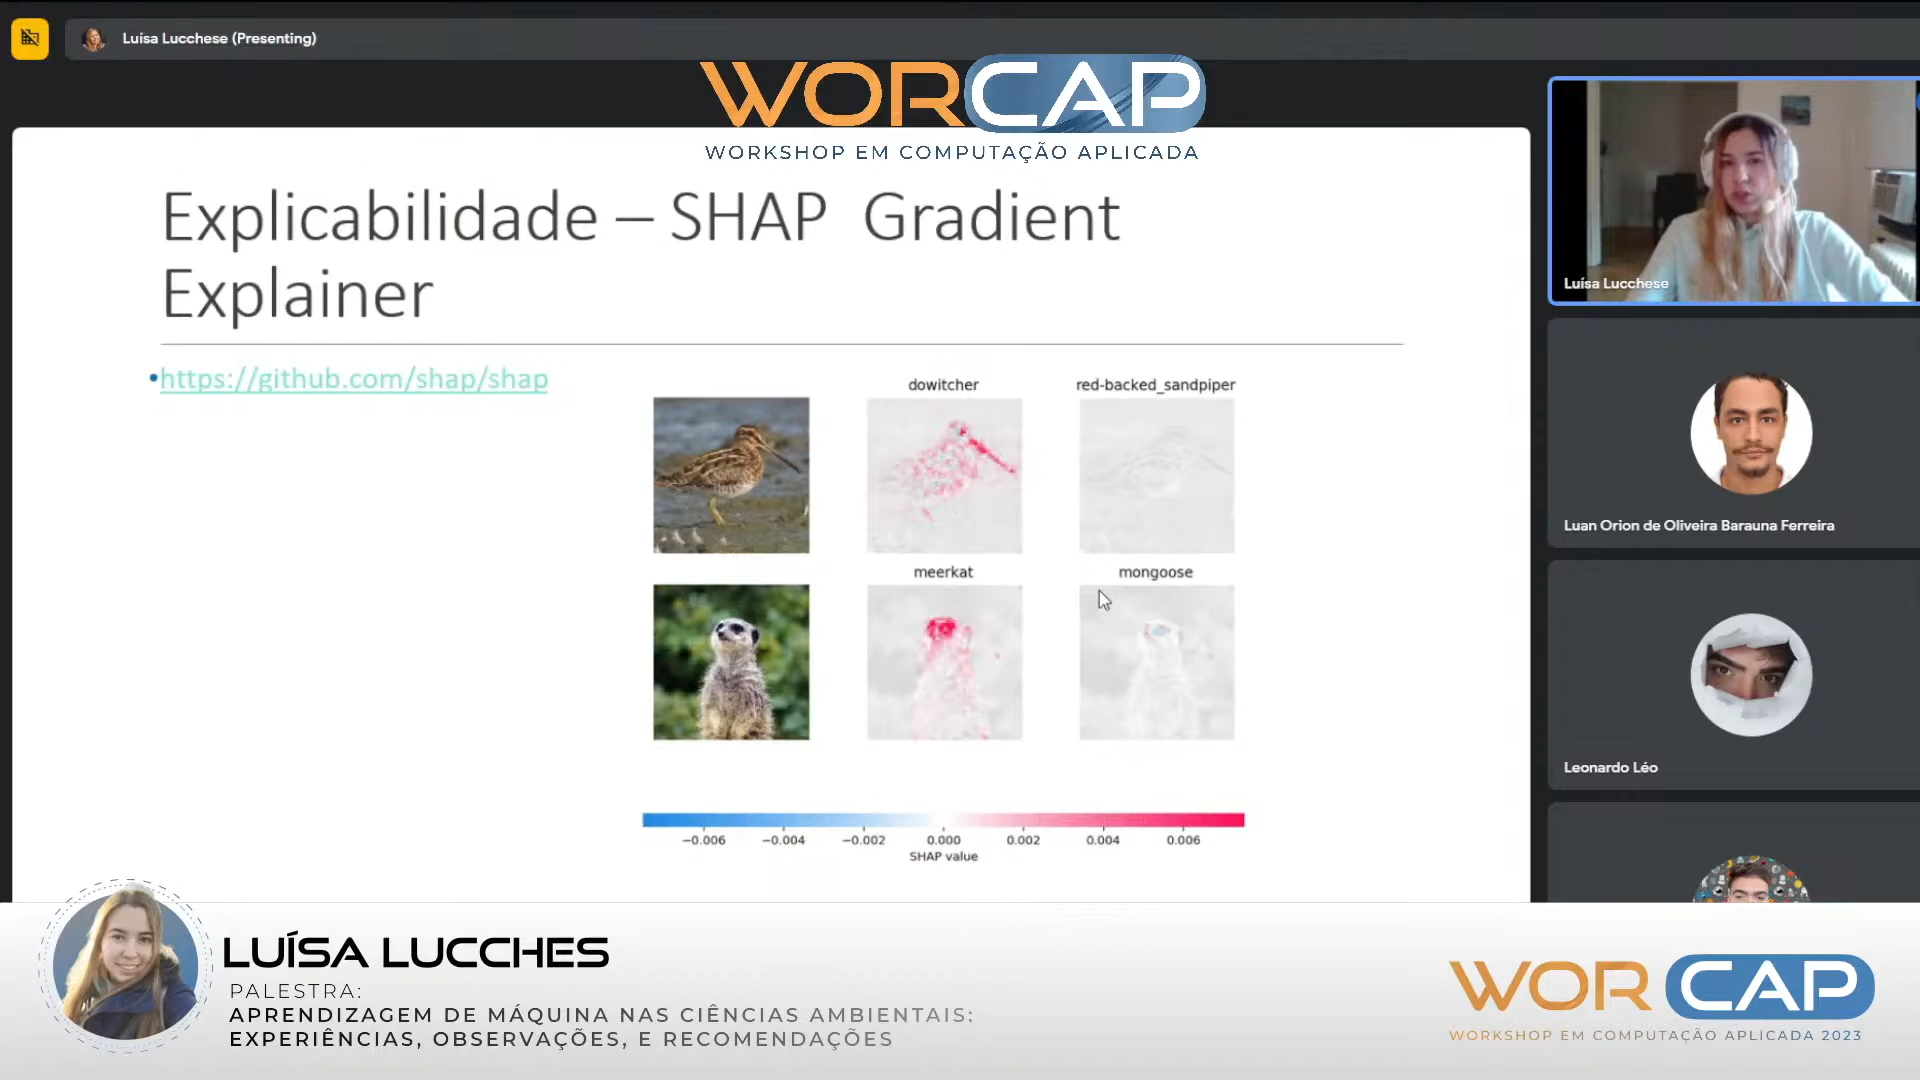 Luísa Lucchese (Presenting)
WORCAP
WORKSHOP EM COMPUTAÇÃO APLICADA
Explicabilidade – SHAP Gradient
Explainer
•https://github.com/shap/shap
dowitcher
red-backed_sandpiper
meerkat
mongoose
−0.006 −0.004 −0.002 0.000 0.002 0.004 0.006
SHAP value
Luísa Lucchese
Luan Orion de Oliveira Barauna Ferreira
Leonardo Léo
LUÍSA LUCCHES
PALESTRA:
APRENDIZAGEM DE MÁQUINA NAS CIÊNCIAS AMBIENTAIS:
EXPERIÊNCIAS, OBSERVAÇÕES, E RECOMENDAÇÕES
WORCAP
WORKSHOP EM COMPUTAÇÃO APLICADA 2023